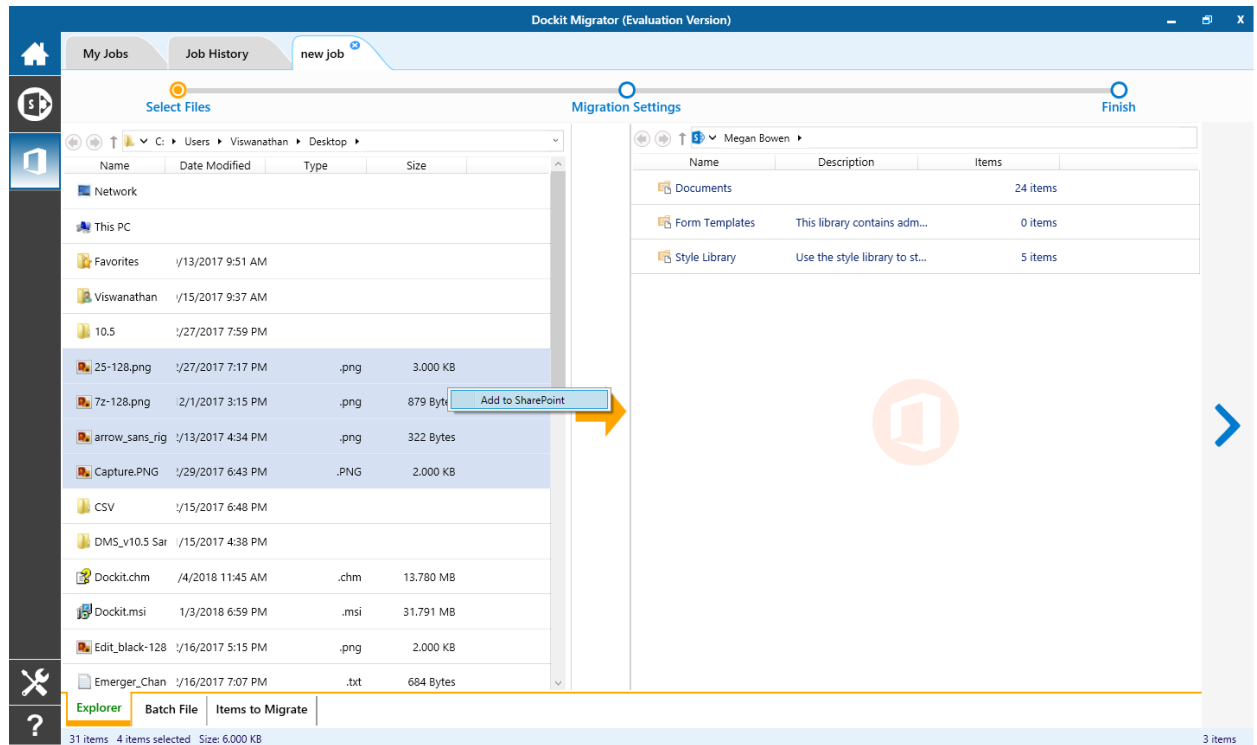 Dockit Migrator (Evaluation Version)
My Jobs Job History new job
Select Files Migration Settings Finish
C: Users Viswanathan Desktop
Megan Bowen
Name Date Modified Type Size
Name Description Items
Network
Documents 24 items
This PC
Form Templates This library contains adm... 0 items
Favorites /13/2017 9:51 AM
Style Library Use the style library to st... 5 items
Viswanathan /15/2017 9:37 AM
10.5 /27/2017 7:59 PM
25-128.png /27/2017 7:17 PM .png 3.000 KB
7z-128.png 2/1/2017 3:15 PM .png 879 Byte
Add to SharePoint
arrow_sans_rig /13/2017 4:34 PM .png 322 Bytes
Capture.PNG /29/2017 6:43 PM .PNG 2.000 KB
CSV /15/2017 6:48 PM
DMS_v10.5 Sar /15/2017 4:38 PM
Dockit.chm /4/2018 11:45 AM .chm 13.780 MB
Dockit.msi 1/3/2018 6:59 PM .msi 31.791 MB
Edit_black-128 /16/2017 5:15 PM .png 2.000 KB
Emerger_Chan /16/2017 7:07 PM .txt 684 Bytes
Explorer Batch File Items to Migrate
31 items 4 items selected Size: 6.000 KB
3 items